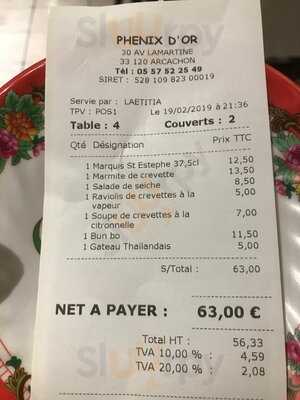 PHENIX D'OR
30 AV LAMARTINE
33 120 ARCACHON
Tèl : 05 57 52 25 49
SIRET : 528 109 823 00019
Servie par : LAETITIA
TPV : POS1 Le 19/02/2019 à 21:36
Table : 4 Couverts : 2
Qté Désignation Prix TTC
1 Marquis St Estephe 37,5cl 12,50
1 Marmite de crevette 13,50
1 Salade de seiche 8,50
1 Raviolis de crevettes à la 5,00
vapeur
1 Soupe de crevettes à la 7,00
citronnelle
1 Bun bo 11,50
1 Gateau Thailandais 5,00
S/Total : 63,00
NET A PAYER : 63,00 €
Total HT : 56,33
TVA 10,00 % : 4,59
TVA 20,00 % : 2,08